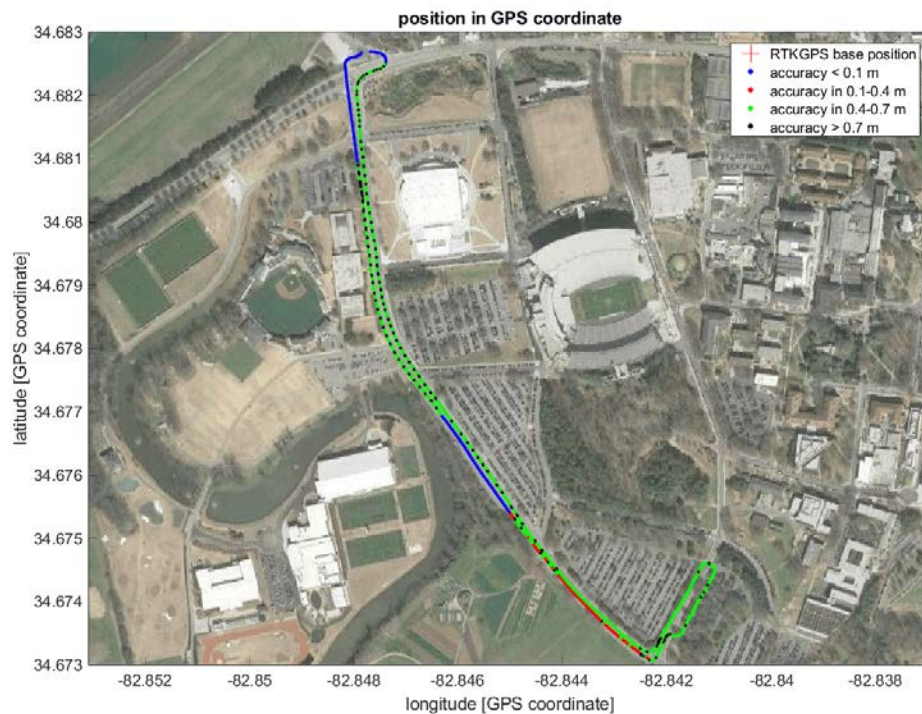 position in GPS coordinate
RTKGPS base position
accuracy < 0.1 m
accuracy in 0.1-0.4 m
accuracy in 0.4-0.7 m
accuracy > 0.7 m
34.683
34.682
34.681
34.68
34.679
34.678
34.677
34.676
34.675
34.674
34.673
latitude [GPS coordinate]
-82.852 -82.85 -82.848 -82.846 -82.844 -82.842 -82.84 -82.838
longitude [GPS coordinate]